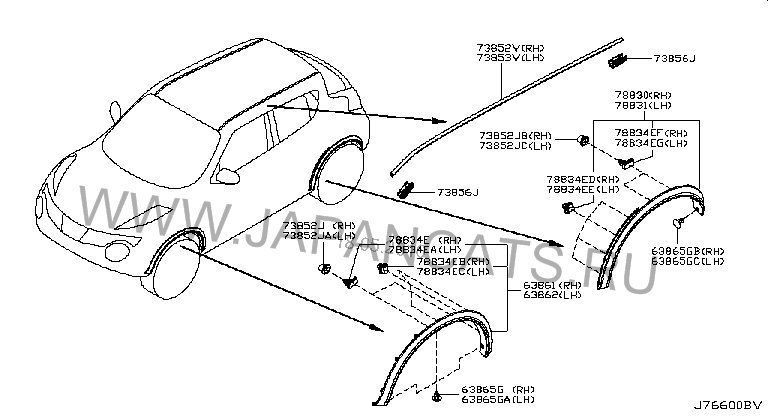 73852V(RH)
73853V(LH)
73856J
78830(RH)
78831(LH)
73852JB(RH)
73852JC(LH)
78834EF(RH)
78834EG(LH)
78834ED(RH)
78834EE(LH)
73856J
63865GB(RH)
63865GC(LH)
WWW.JAPANCATS.RU
73852J (RH)
73852JA(LH)
78834E (RH)
78834EA(LH)
78834EB(RH)
78834EC(LH)
63861(RH)
63862(LH)
63865G (RH)
63865GA(LH)
J76600BV